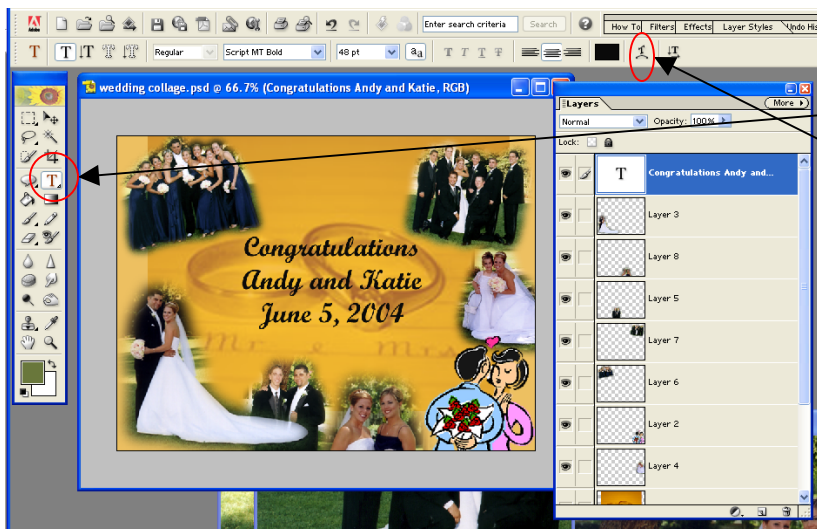 Enter search criteria Search How To Filters Effects Layer Styles Undo His
T T T Regular Script MT Bold 48 pt aa T T T T T
wedding collage.psd @ 66.7% (Congratulations Andy and Katie, RGB)
Layers More
Normal Opacity: 100%
Lock:
T Congratulations Andy and...
Layer 3
Layer 8
Layer 5
Layer 7
Layer 6
Layer 2
Layer 4
T
Congratulations
Andy and Katie
June 5, 2004
Mr. & Mrs.